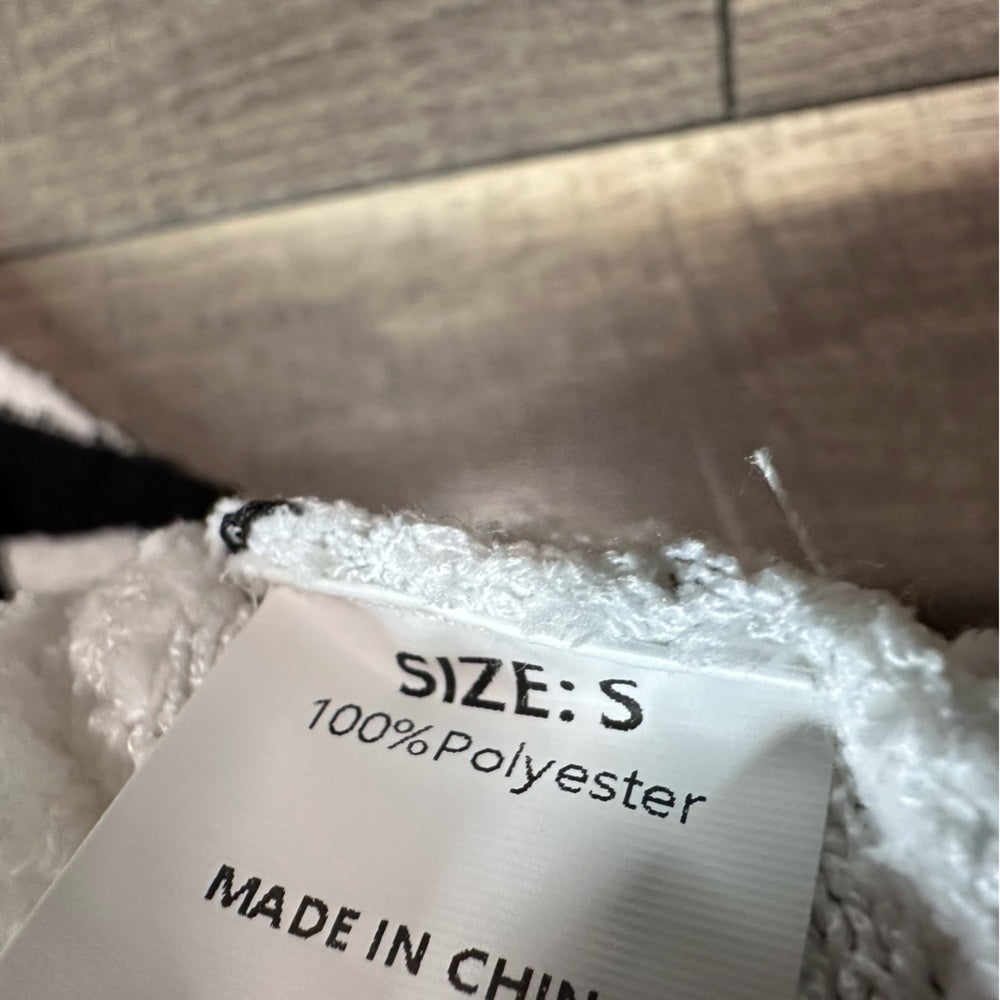 SIZE: S
100%Polyester
MADE IN CHIN